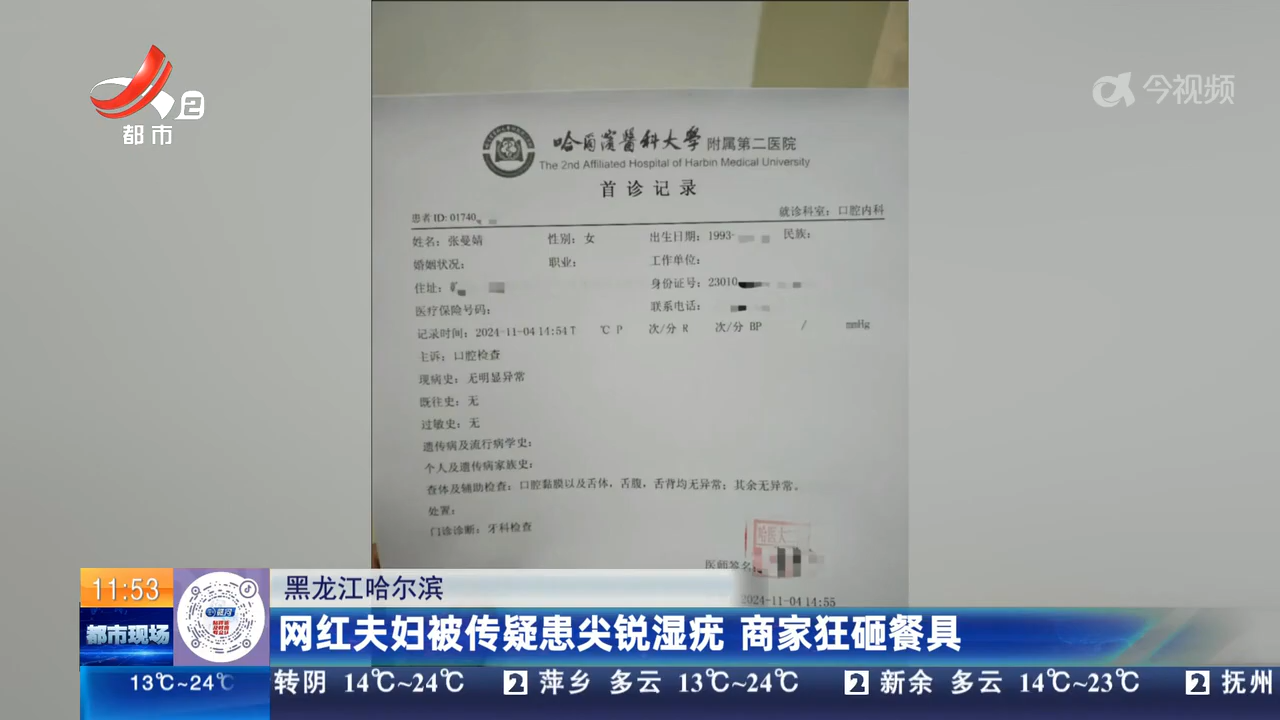 今视频
2
都市
哈爾濱醫科大學 附属第二医院
The 2nd Affiliated Hospital of Harbin Medical University
首诊记录
患者 ID: 01740
就诊科室: 口腔内科
姓名: 张曼婧 性别: 女 出生日期: 1993- 民族:
婚姻状况: 职业: 工作单位:
住址: 身份证号: 23010
医疗保险号码: 联系电话:
记录时间: 2024-11-04 14:54 T ℃ P 次/分 R 次/分 BP / mmHg
主诉: 口腔检查
现病史: 无明显异常
既往史: 无
过敏史: 无
遗传病及流行病学史:
个人及遗传病家族史:
查体及辅助检查: 口腔黏膜以及舌体, 舌腹, 舌背均无异常; 其余无异常。
处置:
门诊诊断: 牙科检查
哈医大
医师签名:
2024-11-04 14:55
11:53
都市现场
黑龙江哈尔滨
网红夫妇被传疑患尖锐湿疣 商家狂砸餐具
13℃~24℃
转阴 14℃~24℃ 2 萍乡 多云 13℃~24℃ 2 新余 多云 14℃~23℃ 2 抚州